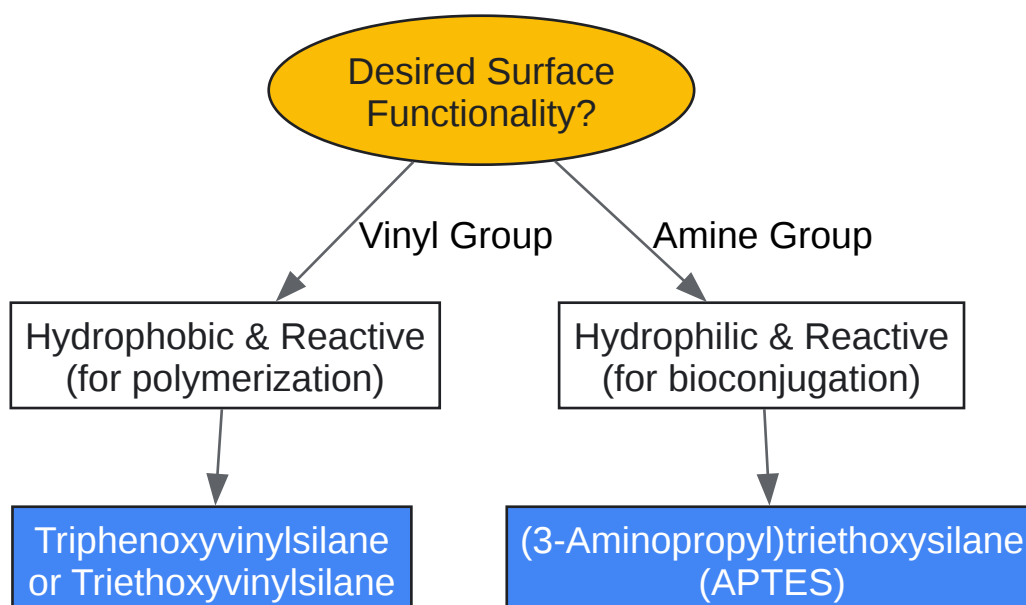 Desired Surface
Functionality?
Vinyl Group
Amine Group
Hydrophobic & Reactive
(for polymerization)
Hydrophilic & Reactive
(for bioconjugation)
Triphenoxyvinylsilane
or Triethoxyvinylsilane
(3-Aminopropyl)triethoxysilane
(APTES)